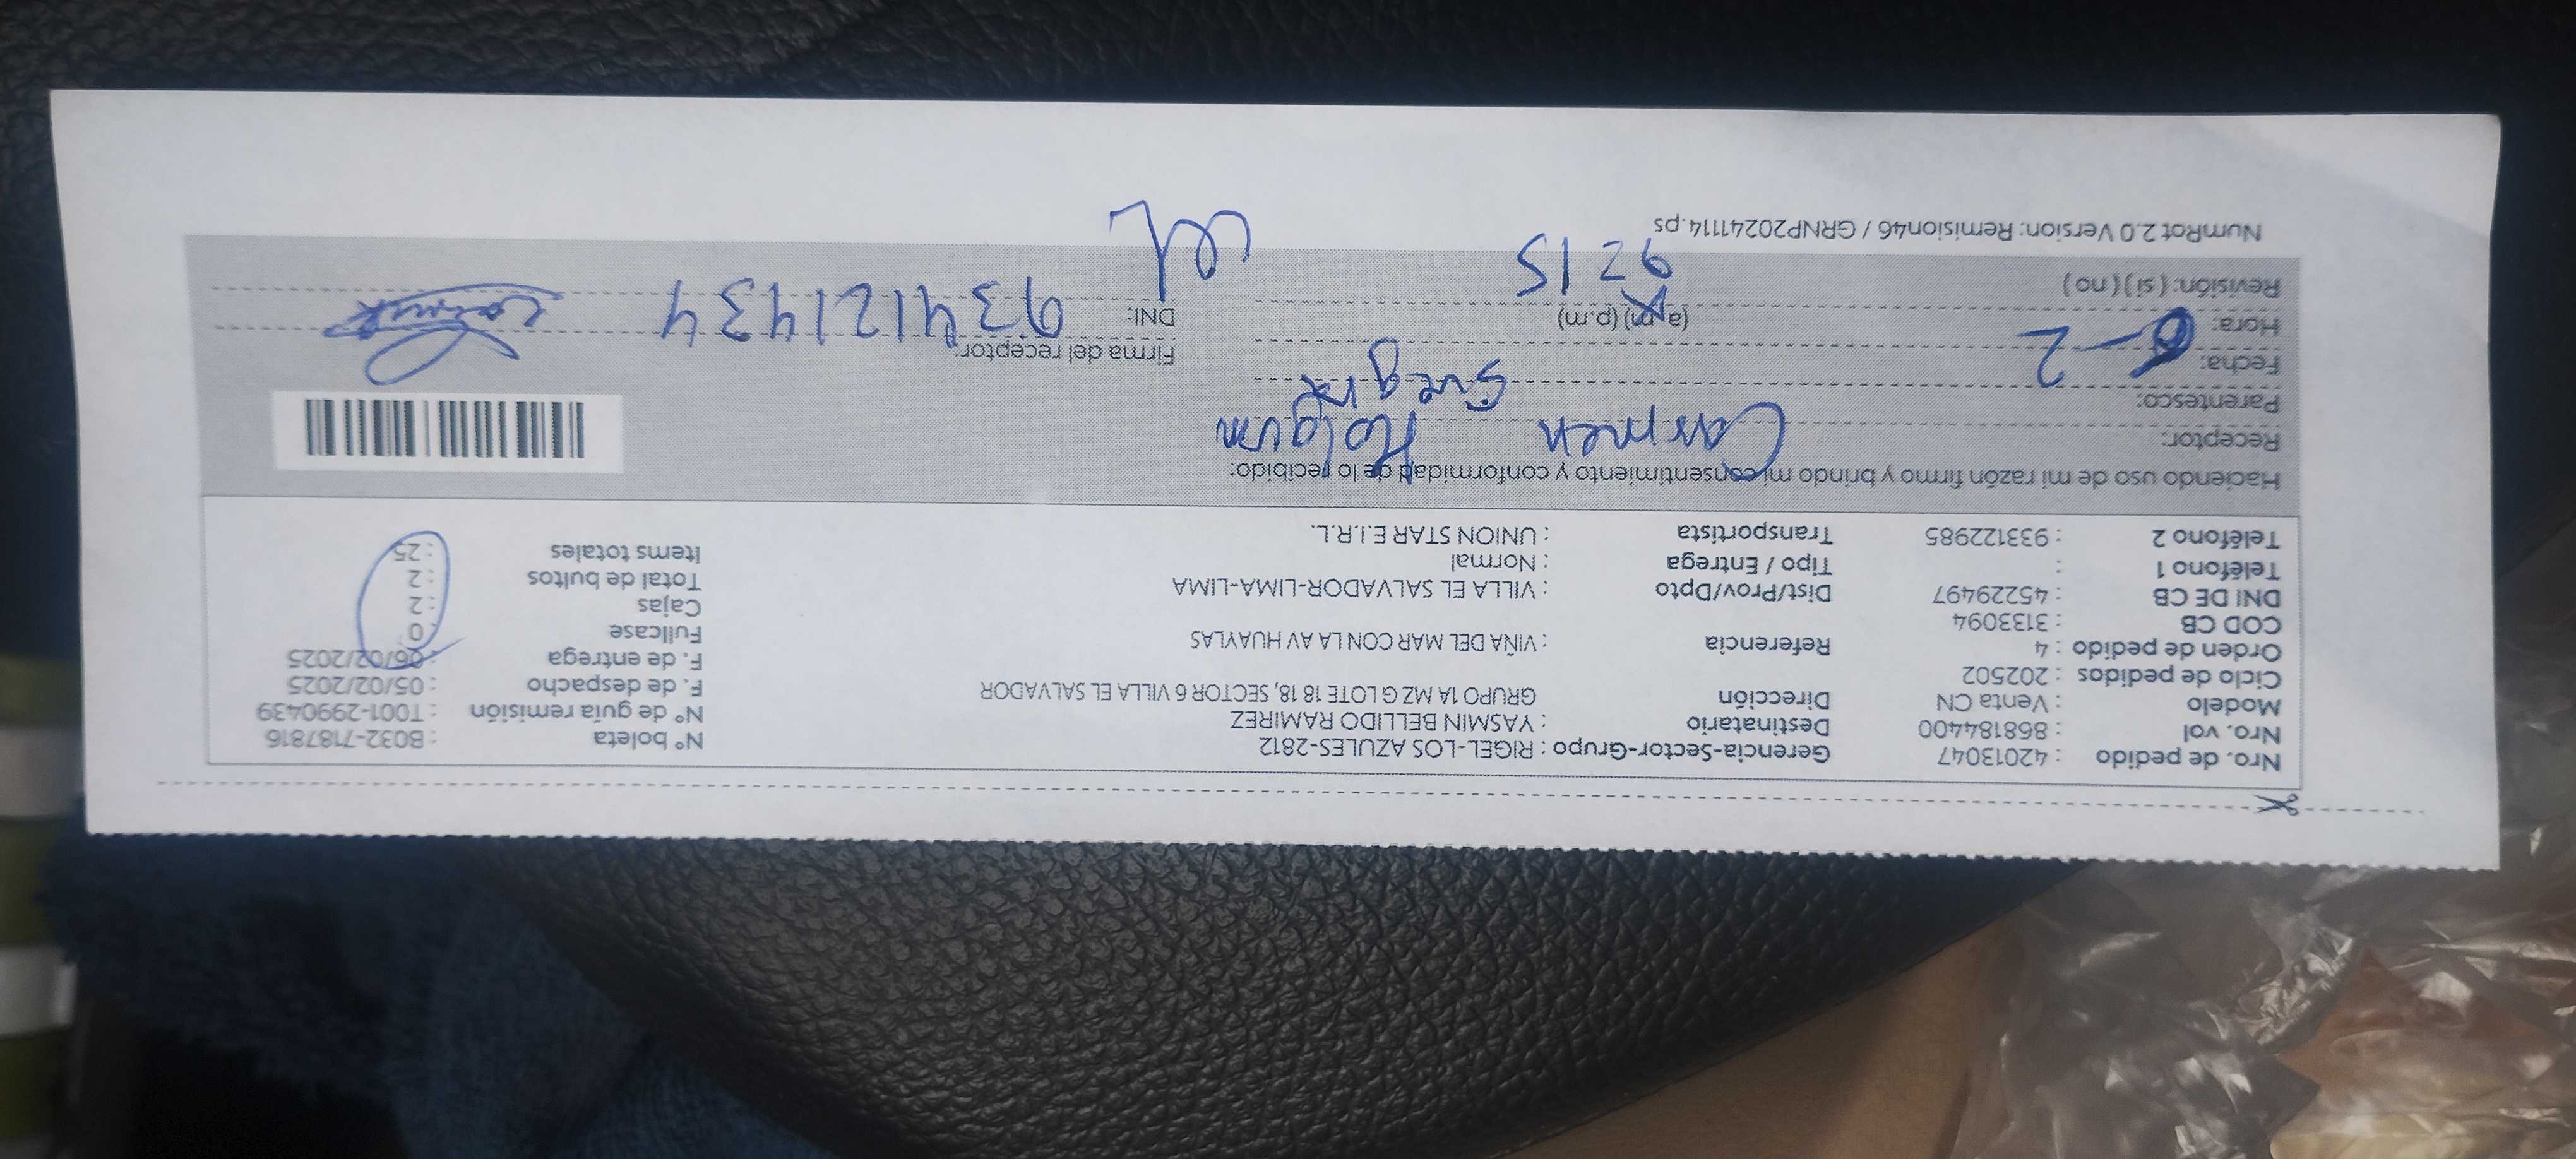 Nro. de pedido : 42013047 Gerencia-Sector-Grupo : RIGEL-LOS AZULES-2812 N° boleta : B032-7187816
Nro. vol : 868184400 Destinatario : YASMIN BELLIDO RAMIREZ N° de guía remisión : T001-2990439
Modelo : Venta CN Dirección GRUPO 1A MZ G LOTE 18 18, SECTOR 6 VILLA EL SALVADOR F. de despacho : 05/02/2025
Ciclo de pedidos : 202502 F. de entrega : 06/02/2025
Orden de pedido : 4 Referencia : VIÑA DEL MAR CON LA AV HUAYLAS Fullcase : 0
COD CB : 3133094 Cajas : 2
DNI DE CB : 45229497 Dist/Prov/Dpto : VILLA EL SALVADOR-LIMA-LIMA Total de bultos : 2
Teléfono 1 : Tipo / Entrega : Normal Items totales : 25
Teléfono 2 : 933122985 Transportista : UNION STAR E.I.R.L.
Haciendo uso de mi razón firmo y brindo mi consentimiento y conformidad de lo recibido:
Receptor: Carmen Holguin
Parentesco: Suegra
Fecha: 6-2 Firma del receptor:
Hora: (a.m) (p.m) DNI: 934121434
Revisión: ( si ) ( no ) 9215 Cel
NumRot 2.0 Version: Remision46 / GRNP20241114.ps